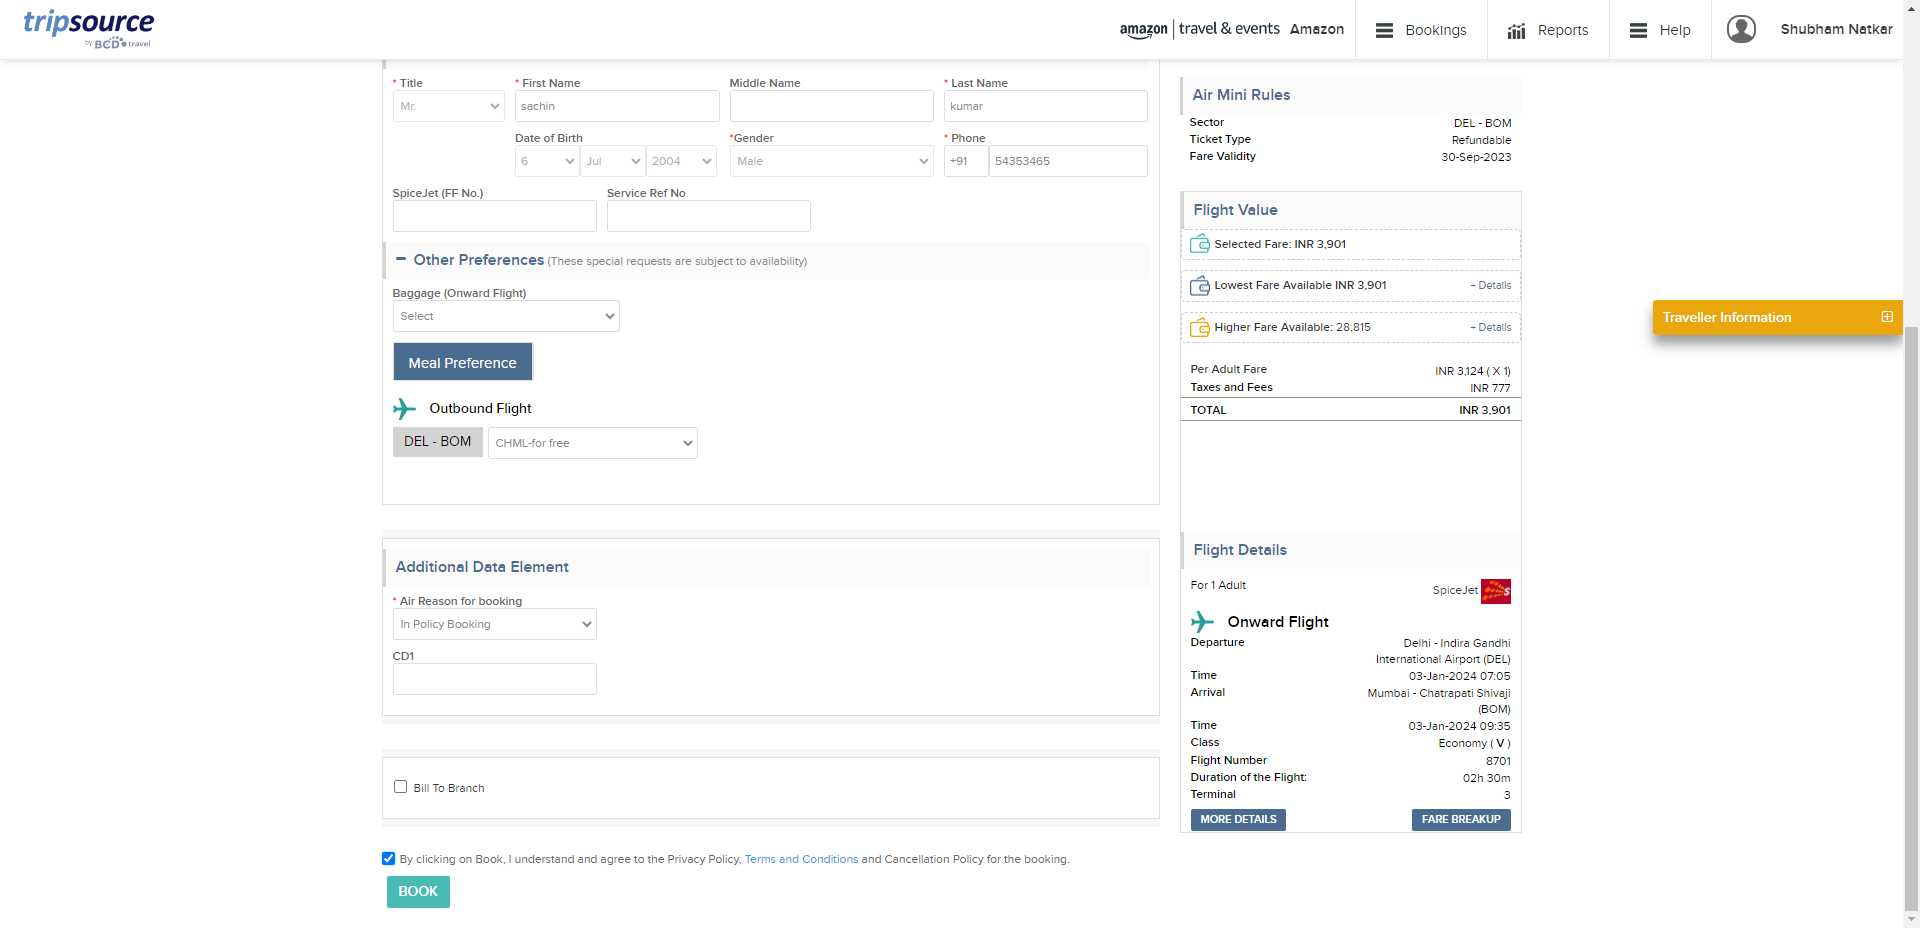 tripsource
by BCD travel
amazon | travel & events Amazon
Bookings
Reports
Help
Shubham Natkar
* Title
* First Name
Middle Name
* Last Name
Mr.
sachin
kumar
Date of Birth
*Gender
* Phone
6
Jul
2004
Male
+91
54353465
SpiceJet (FF No.)
Service Ref No
− Other Preferences (These special requests are subject to availability)
Baggage (Onward Flight)
Select
Meal Preference
Outbound Flight
DEL - BOM
CHML-for free
Additional Data Element
* Air Reason for booking
In Policy Booking
CD1
Bill To Branch
By clicking on Book, I understand and agree to the Privacy Policy, Terms and Conditions and Cancellation Policy for the booking.
BOOK
Air Mini Rules
Sector DEL - BOM
Ticket Type Refundable
Fare Validity 30-Sep-2023
Flight Value
Selected Fare: INR 3,901
Lowest Fare Available INR 3,901 + Details
Higher Fare Available: 28,815 + Details
Per Adult Fare INR 3,124 ( X 1)
Taxes and Fees INR 777
TOTAL INR 3,901
Flight Details
For 1 Adult SpiceJet
Onward Flight
Departure Delhi - Indira Gandhi
International Airport (DEL)
Time 03-Jan-2024 07:05
Arrival Mumbai - Chatrapati Shivaji
(BOM)
Time 03-Jan-2024 09:35
Class Economy ( V )
Flight Number 8701
Duration of the Flight: 02h 30m
Terminal 3
MORE DETAILS
FARE BREAKUP
Traveller Information